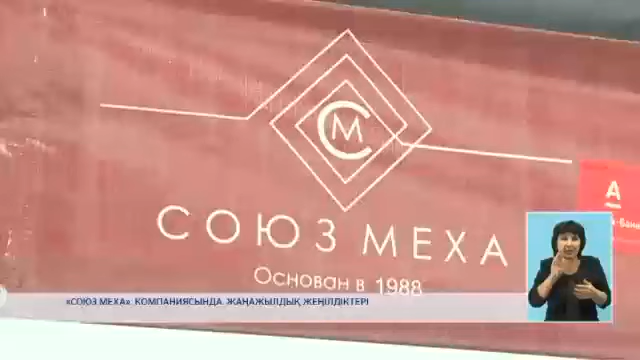 СМ
СОЮЗ МЕХА
Основан в 1988
А
«СОЮЗ МЕХА» КОМПАНИЯСЫНДА ЖАҢАЖЫЛДЫҚ ЖЕҢІЛДІКТЕРІ